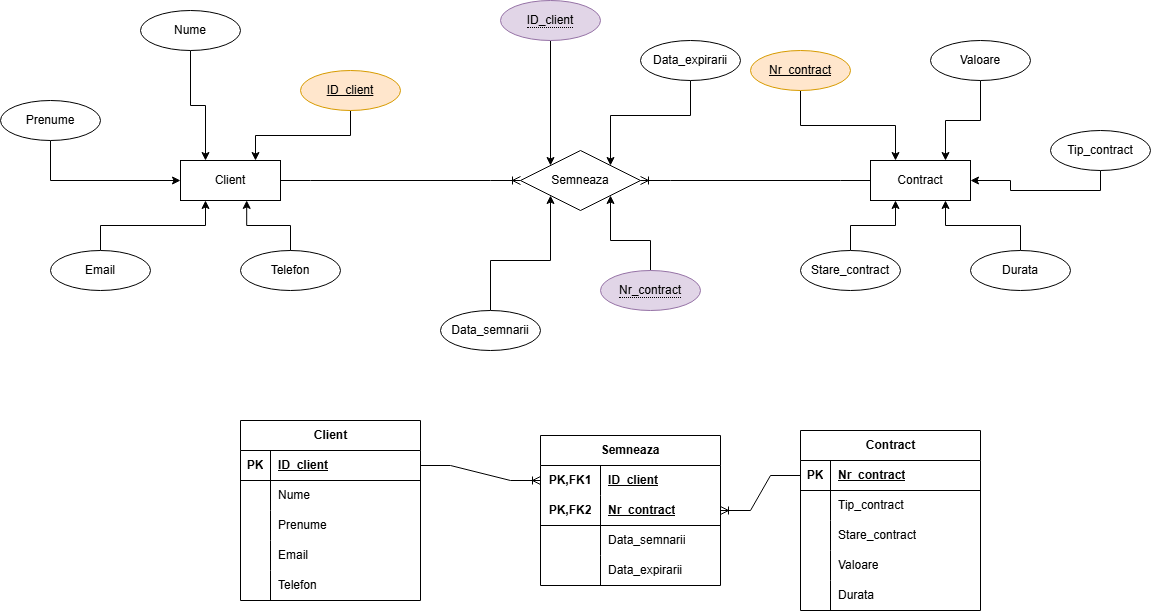 ID_client
Nume
Data_expirarii
Valoare
Nr_contract
ID_client
Prenume
Tip_contract
Client
Semneaza
Contract
Email
Telefon
Stare_contract
Durata
Nr_contract
Data_semnarii
Client
PK ID_client
Nume
Prenume
Email
Telefon
Semneaza
PK,FK1 ID_client
PK,FK2 Nr_contract
Data_semnarii
Data_expirarii
Contract
PK Nr_contract
Tip_contract
Stare_contract
Valoare
Durata